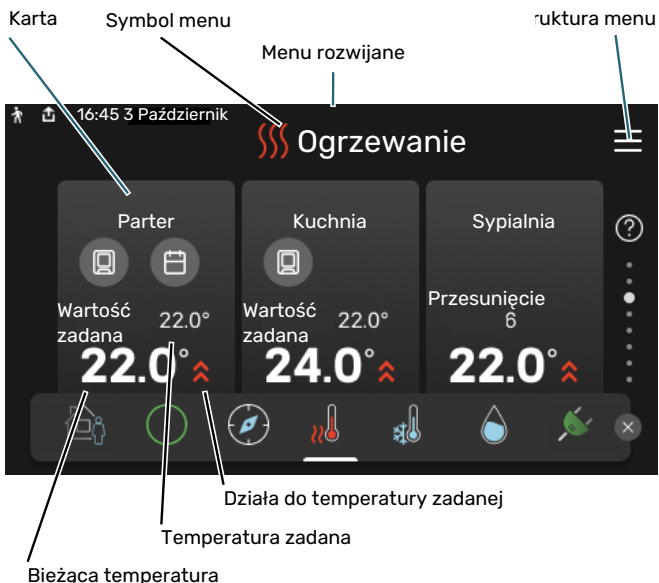 Karta
Symbol menu
ruktura menu
Menu rozwijane
16:45 3 Październik
Ogrzewanie
Parter
Kuchnia
Sypialnia
?
Wartość
zadana
22.0°
Wartość
zadana
22.0°
Przesunięcie
6
22.0°
24.0°
22.0°
Działa do temperatury zadanej
Temperatura zadana
Bieżąca temperatura